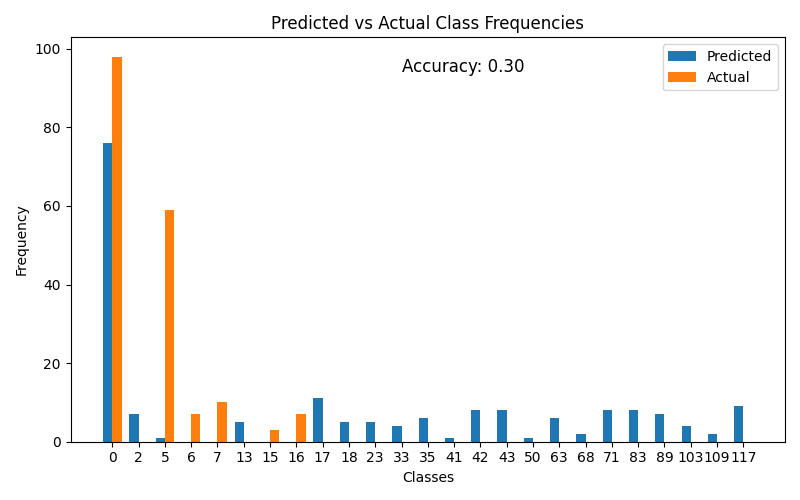 Predicted vs Actual Class Frequencies
Accuracy: 0.30
Predicted
Actual
Frequency
100
80
60
40
20
0
0 2 5 6 7 13 15 16 17 18 23 33 35 41 42 43 50 63 68 71 83 89 103 109 117
Classes